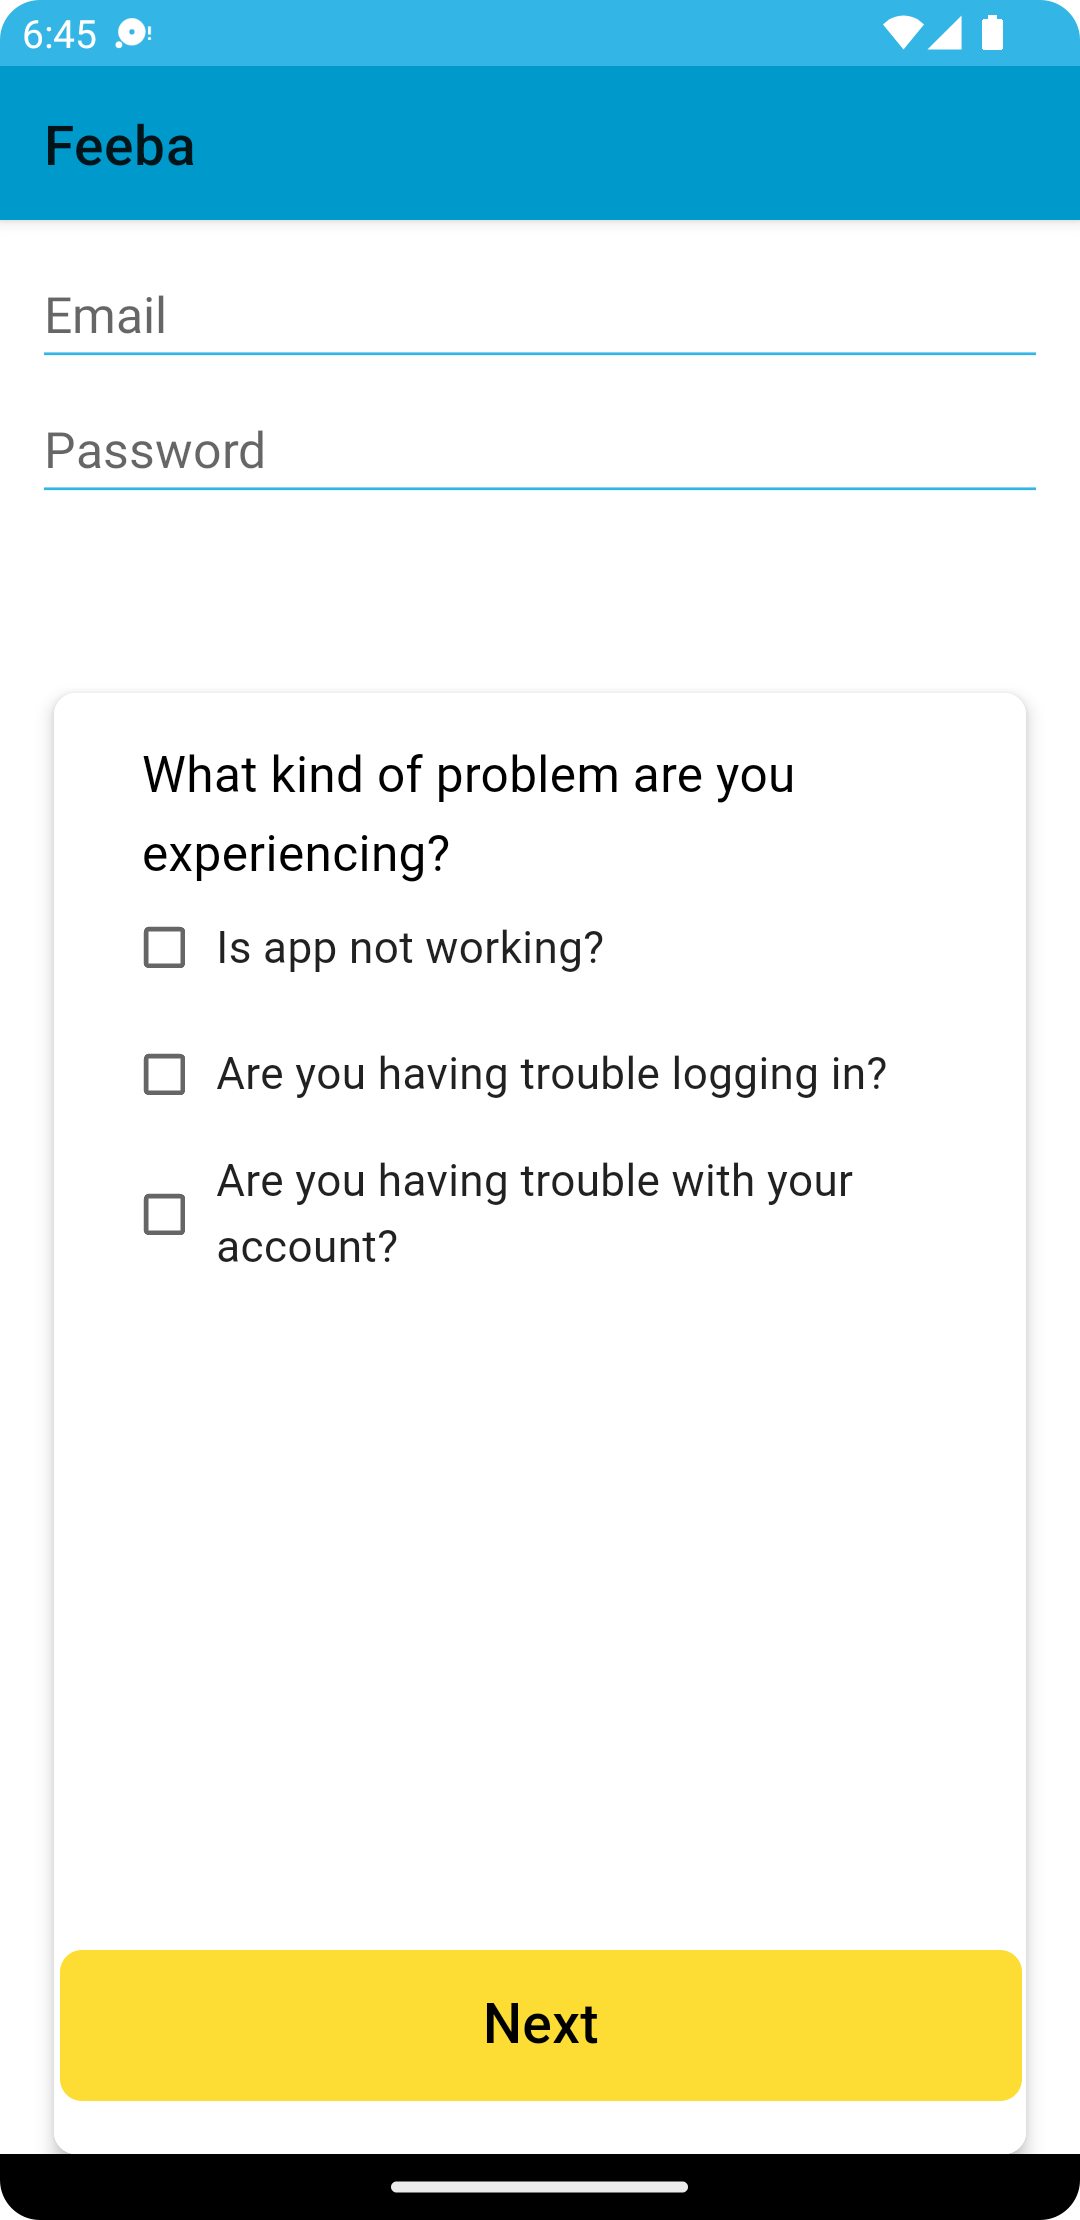 6:45
Feeba
Email
Password
What kind of problem are you
experiencing?
Is app not working?
Are you having trouble logging in?
Are you having trouble with your
account?
Next